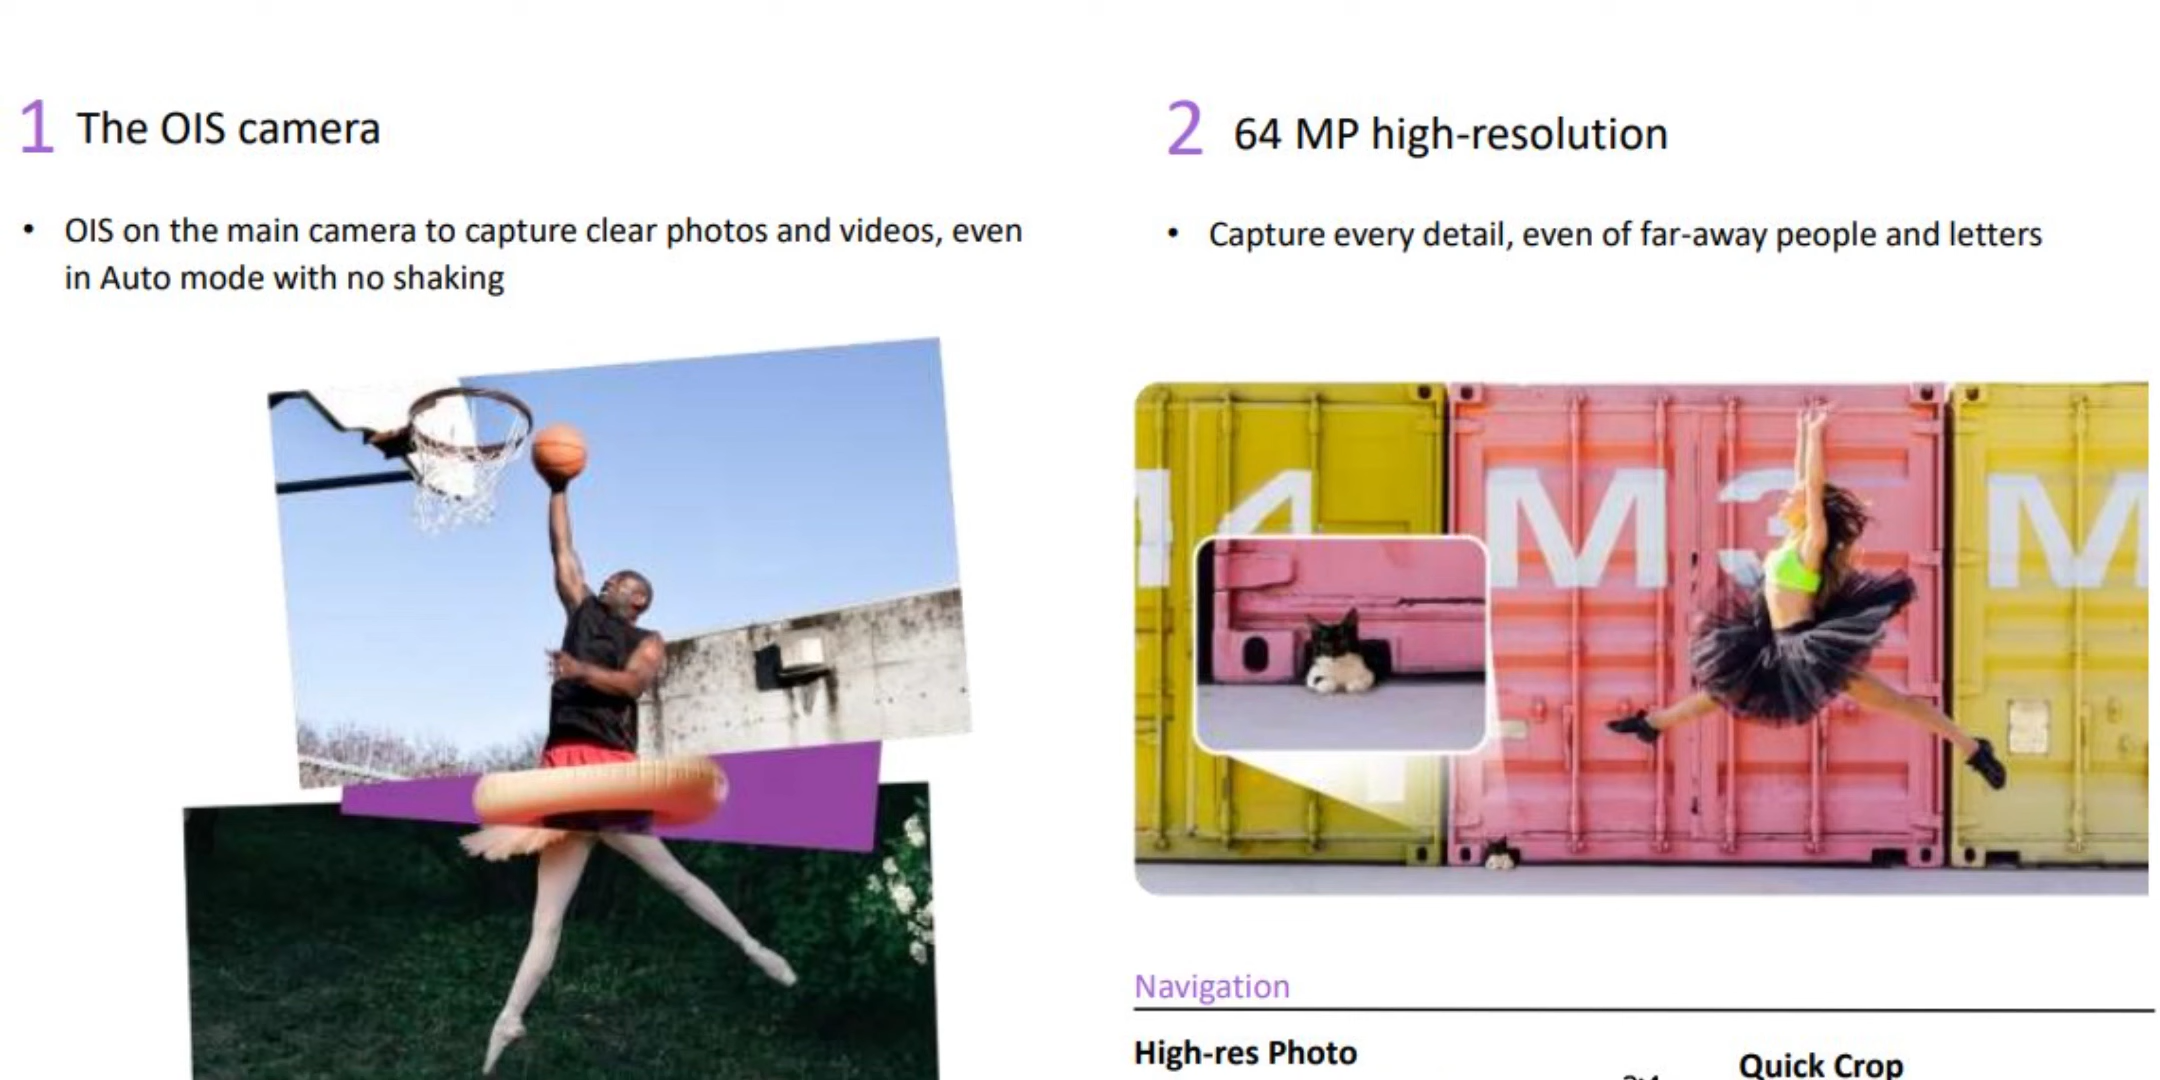 1 The OIS camera
• OIS on the main camera to capture clear photos and videos, even
in Auto mode with no shaking
2 64 MP high-resolution
• Capture every detail, even of far-away people and letters
M3
M
Navigation
High-res Photo
Quick Crop